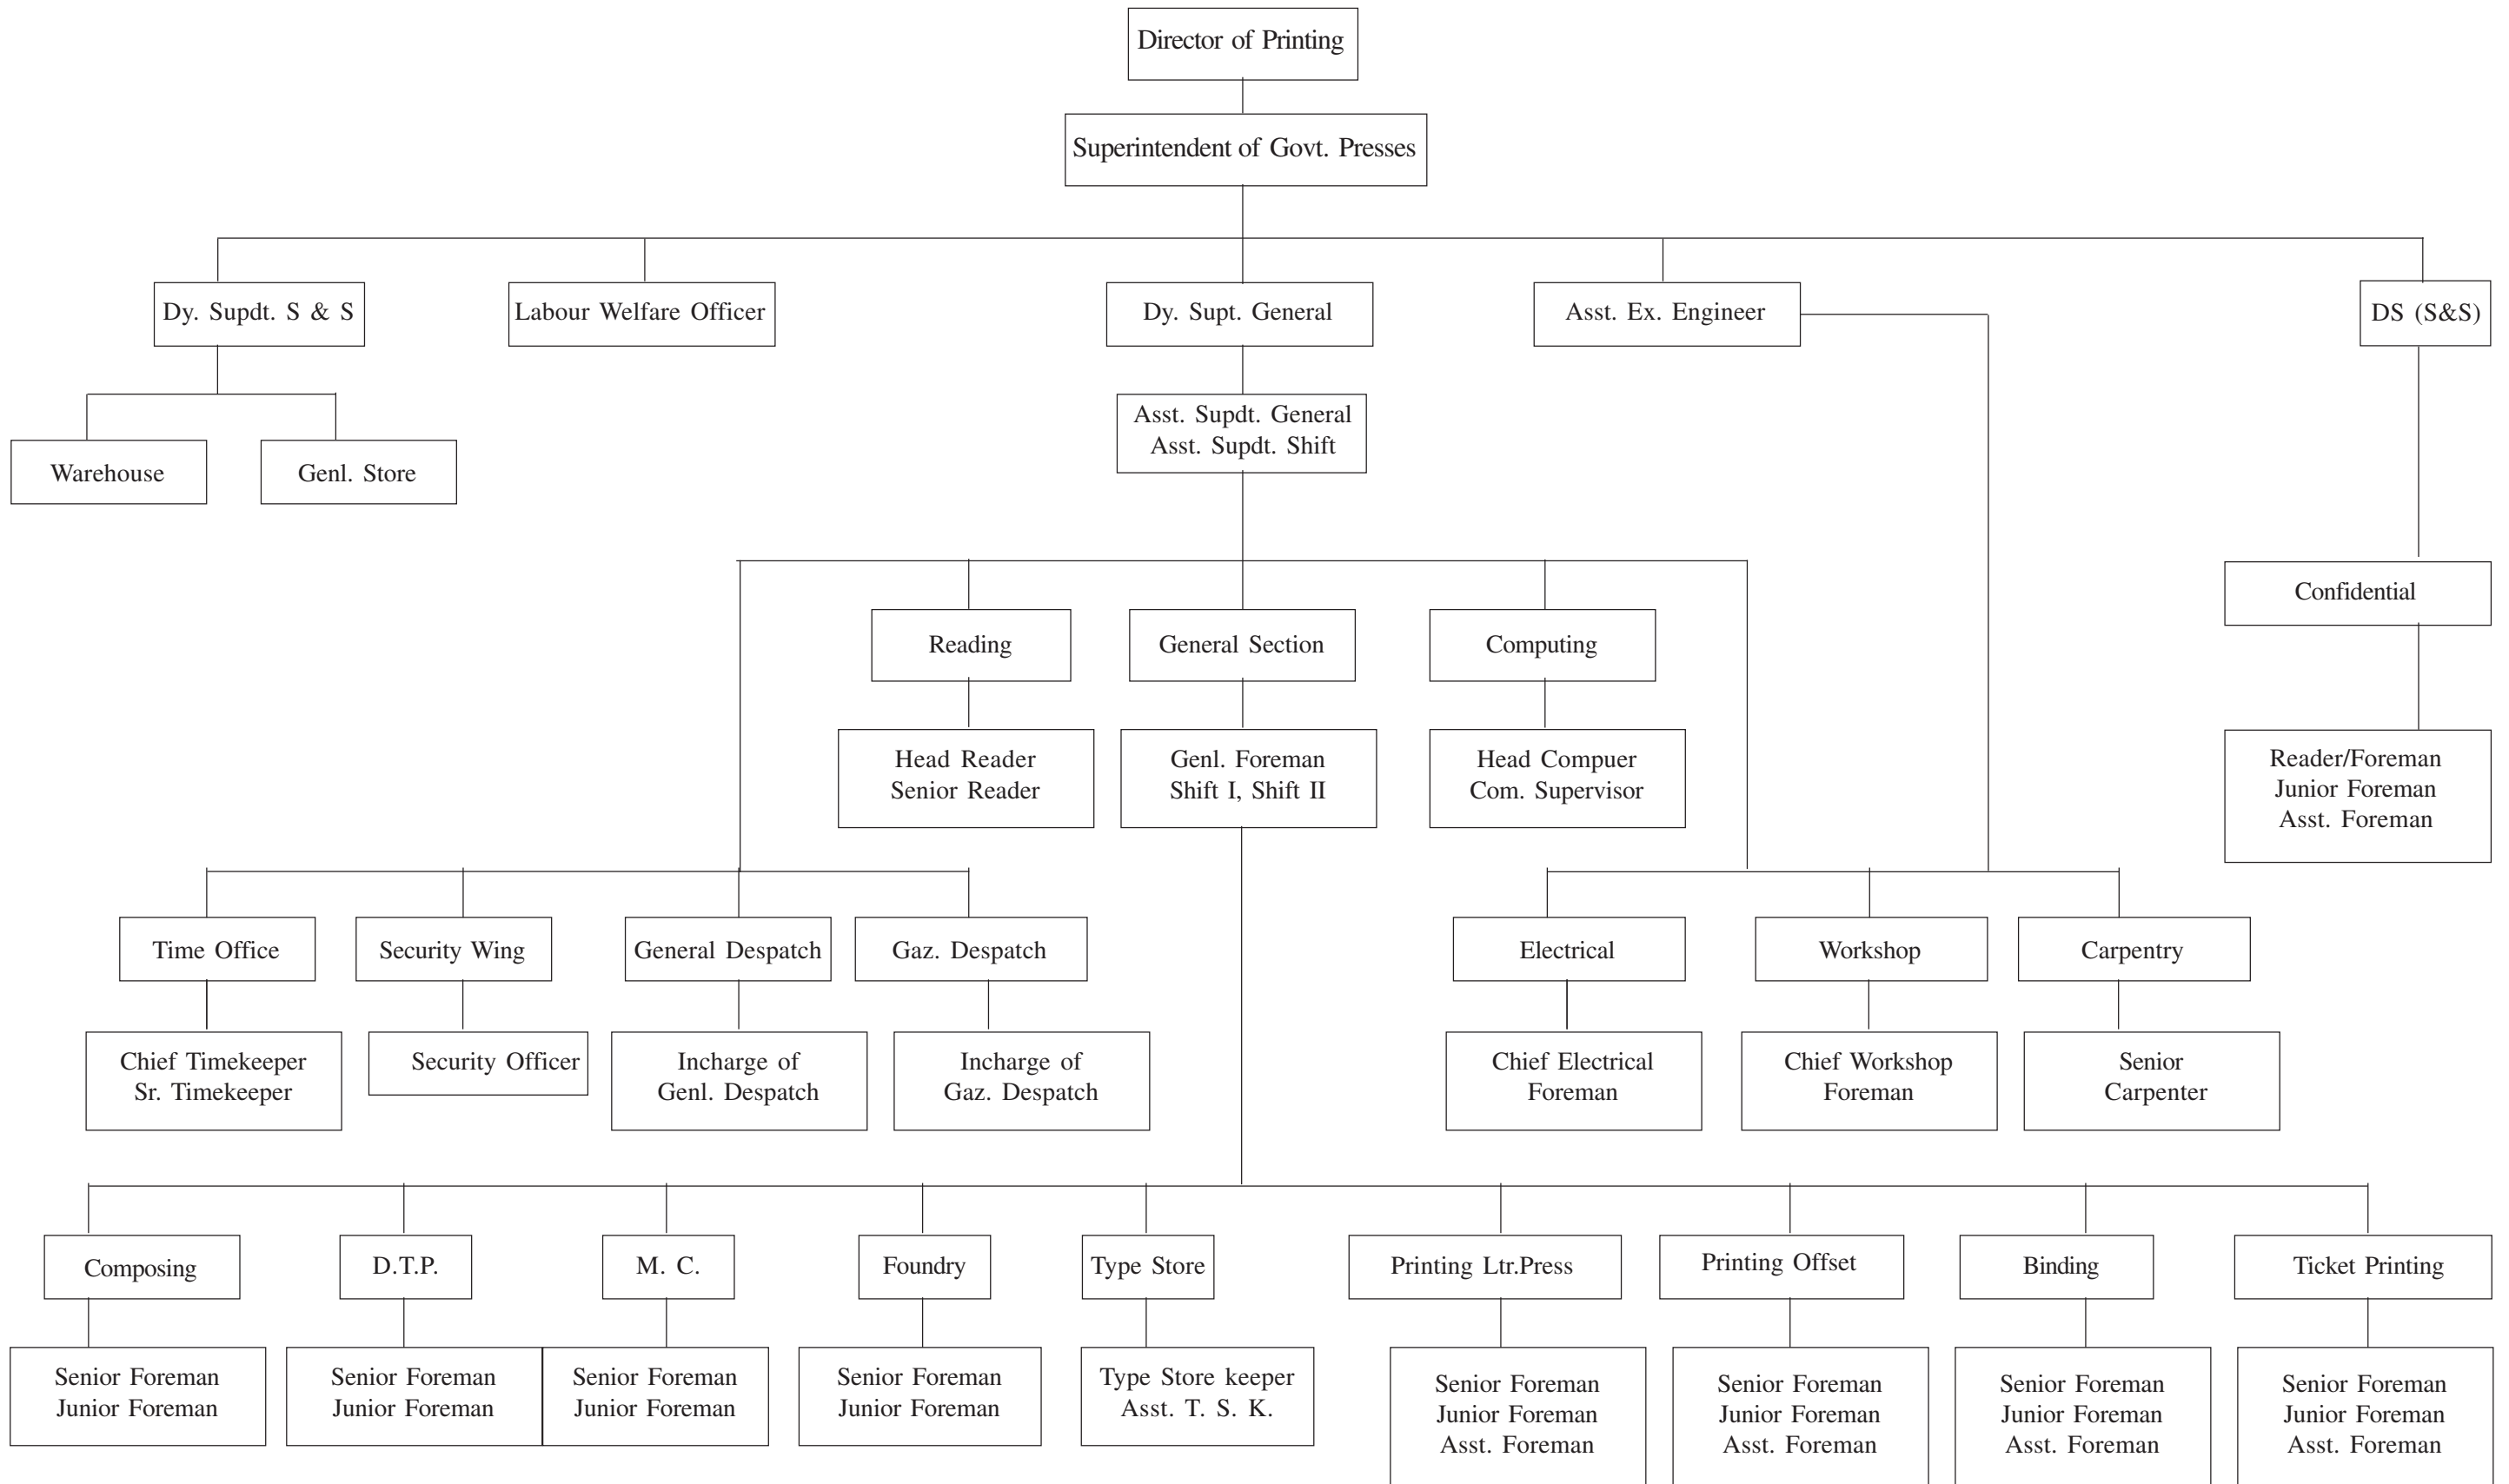 Director of Printing
Superintendent of Govt. Presses
Dy. Supdt. S & S
Labour Welfare Officer
Dy. Supt. General
Asst. Ex. Engineer
DS (S&S)
Asst. Supdt. General
Asst. Supdt. Shift
Warehouse
Genl. Store
Confidential
Reading
General Section
Computing
Head Reader
Senior Reader
Genl. Foreman
Shift I, Shift II
Head Compuer
Com. Supervisor
Reader/Foreman
Junior Foreman
Asst. Foreman
Time Office
Security Wing
General Despatch
Gaz. Despatch
Electrical
Workshop
Carpentry
Chief Timekeeper
Sr. Timekeeper
Security Officer
Incharge of
Genl. Despatch
Incharge of
Gaz. Despatch
Chief Electrical
Foreman
Chief Workshop
Foreman
Senior
Carpenter
Composing
D.T.P.
M. C.
Foundry
Type Store
Printing Ltr.Press
Printing Offset
Binding
Ticket Printing
Senior Foreman
Junior Foreman
Senior Foreman
Junior Foreman
Senior Foreman
Junior Foreman
Senior Foreman
Junior Foreman
Type Store keeper
Asst. T. S. K.
Senior Foreman
Junior Foreman
Asst. Foreman
Senior Foreman
Junior Foreman
Asst. Foreman
Senior Foreman
Junior Foreman
Asst. Foreman
Senior Foreman
Junior Foreman
Asst. Foreman